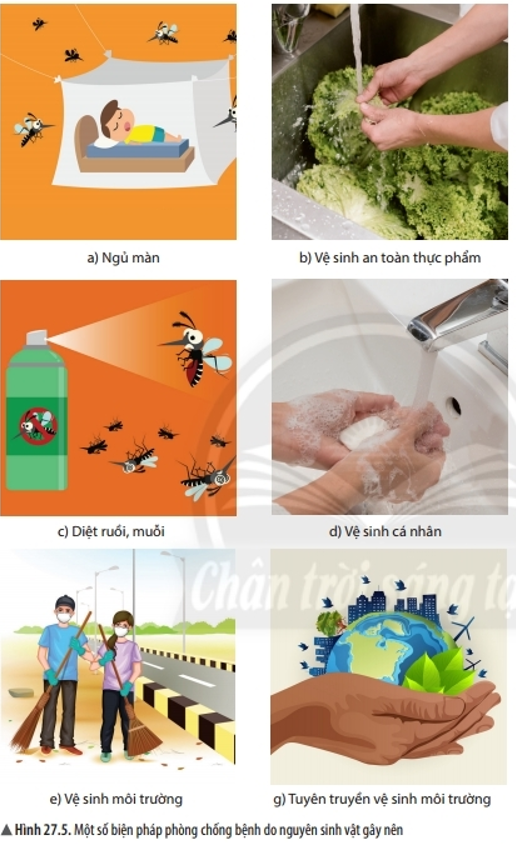 a) Ngủ màn
b) Vệ sinh an toàn thực phẩm
c) Diệt ruồi, muỗi
d) Vệ sinh cá nhân
Chân trời sáng tạ
e) Vệ sinh môi trường
g) Tuyên truyền vệ sinh môi trường
▲ Hình 27.5. Một số biện pháp phòng chống bệnh do nguyên sinh vật gây nên